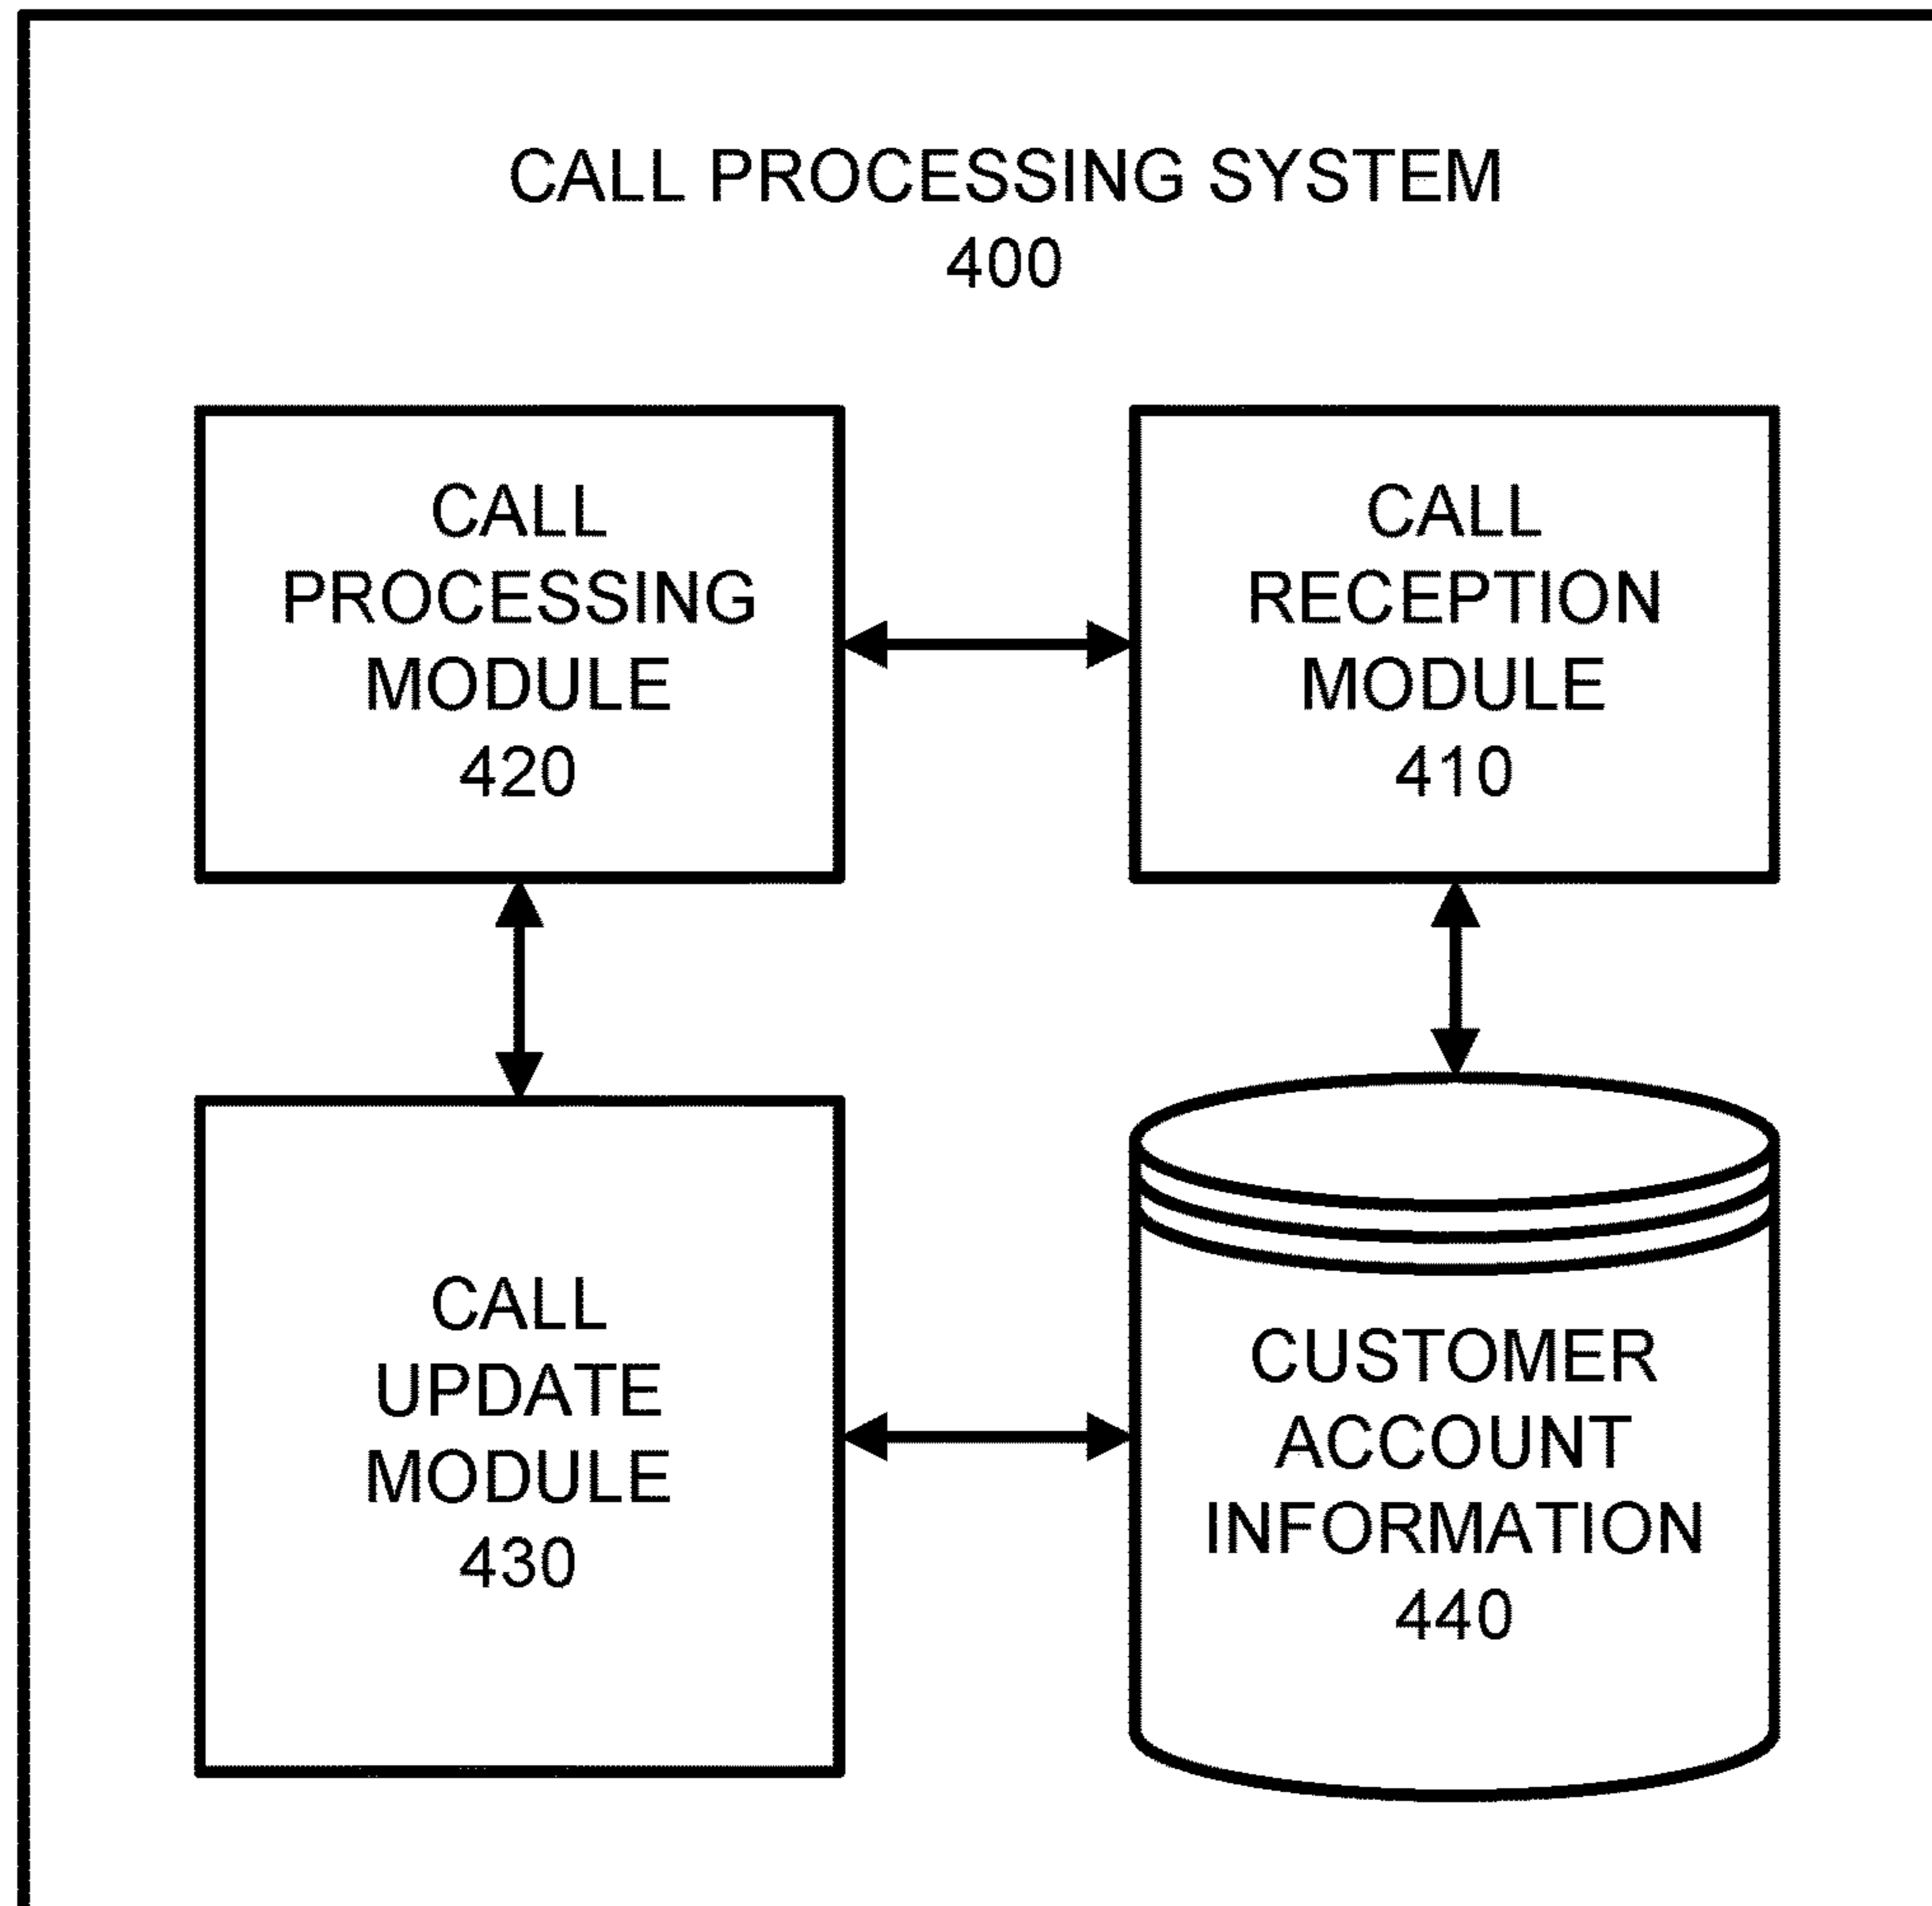 CALL PROCESSING SYSTEM
400
CALL
PROCESSING
MODULE
420
CALL
RECEPTION
MODULE
410
CALL
UPDATE
MODULE
430
CUSTOMER
ACCOUNT
INFORMATION
440